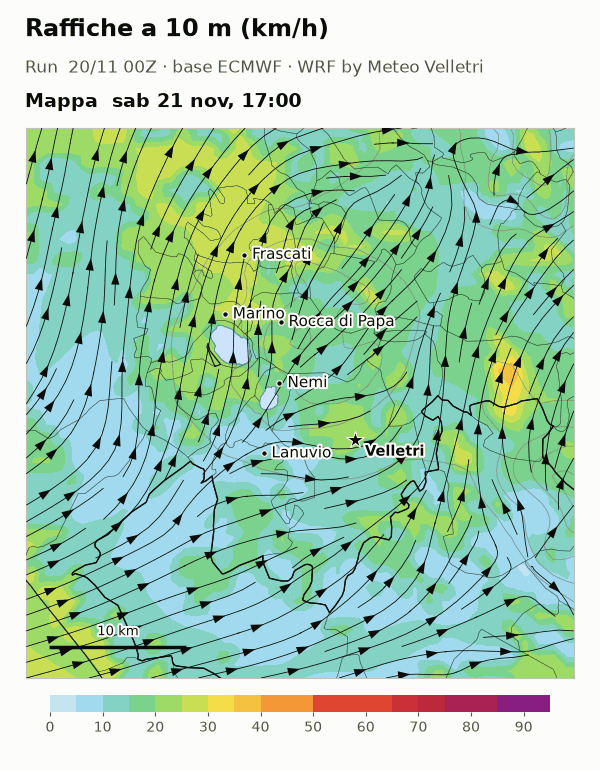 Raffiche a 10 m (km/h)
Run  20/11 00Z · base ECMWF · WRF by Meteo Velletri
Mappa  sab 21 nov, 17:00
Frascati
Marino
Rocca di Papa
Nemi
Velletri
Lanuvio
10 km
0 10 20 30 40 50 60 70 80 90